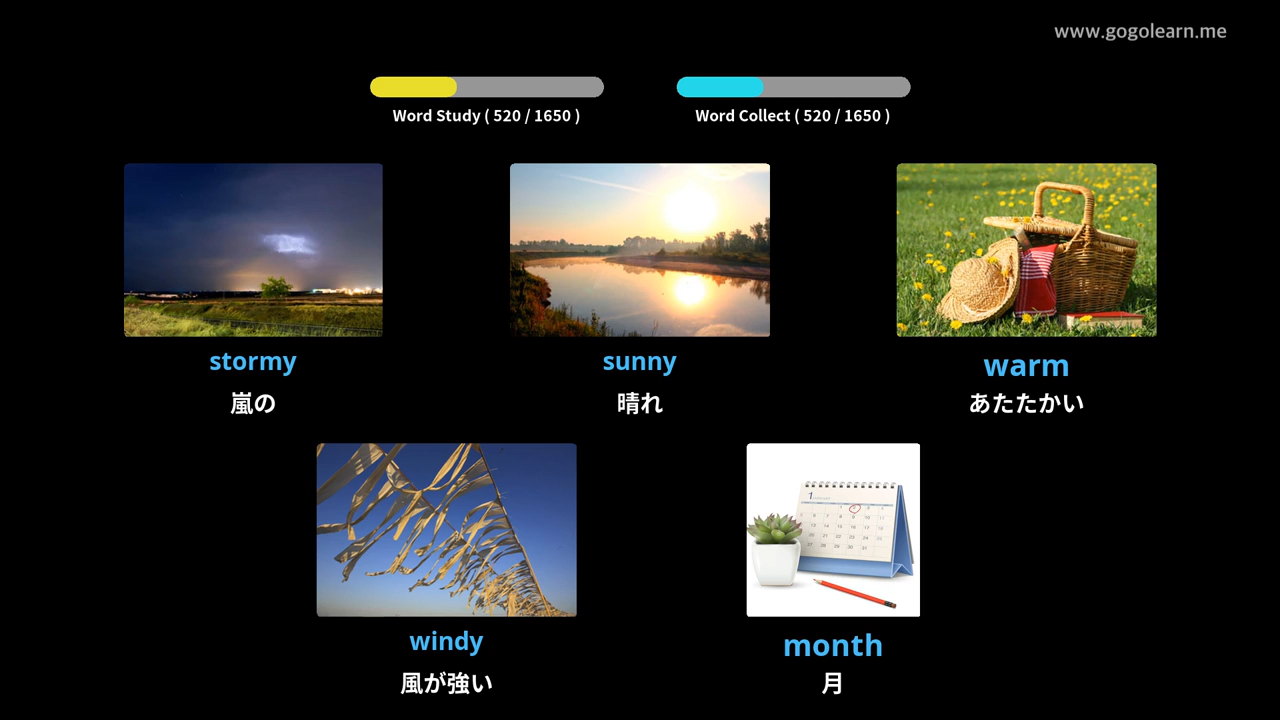 www.gogolearn.me
Word Study ( 520 / 1650 )
Word Collect ( 520 / 1650 )
stormy
嵐の
sunny
晴れ
warm
あたたかい
windy
風が強い
month
月